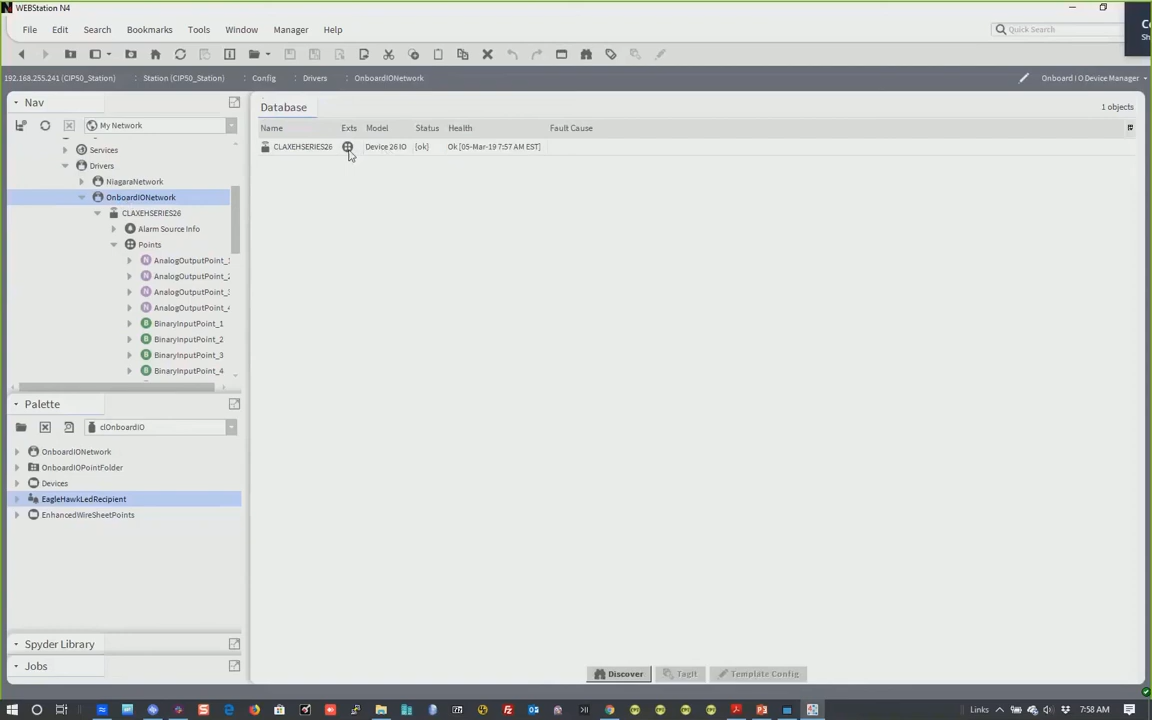 WEBStation N4
File Edit Search Bookmarks Tools Window Manager Help
Quick Search
192.168.255.241 (CIP50_Station) Station (CIP50_Station) Config Drivers OnboardIONetwork Onboard I O Device Manager
Nav
My Network
Services
Drivers
NiagaraNetwork
OnboardIONetwork
CLAXEHSERIES26
Alarm Source Info
Points
AnalogOutputPoint_1
AnalogOutputPoint_2
AnalogOutputPoint_3
AnalogOutputPoint_4
BinaryInputPoint_1
BinaryInputPoint_2
BinaryInputPoint_3
BinaryInputPoint_4
Palette
clOnboardIO
OnboardIONetwork
OnboardIOPointFolder
Devices
EagleHawkLedRecipient
EnhancedWireSheetPoints
Spyder Library
Jobs
Database 1 objects
Name Exts Model Status Health Fault Cause
CLAXEHSERIES26 Device 26 IO {ok} Ok [05-Mar-19 7:57 AM EST]
Discover TagIt Template Config
Links 7:58 AM